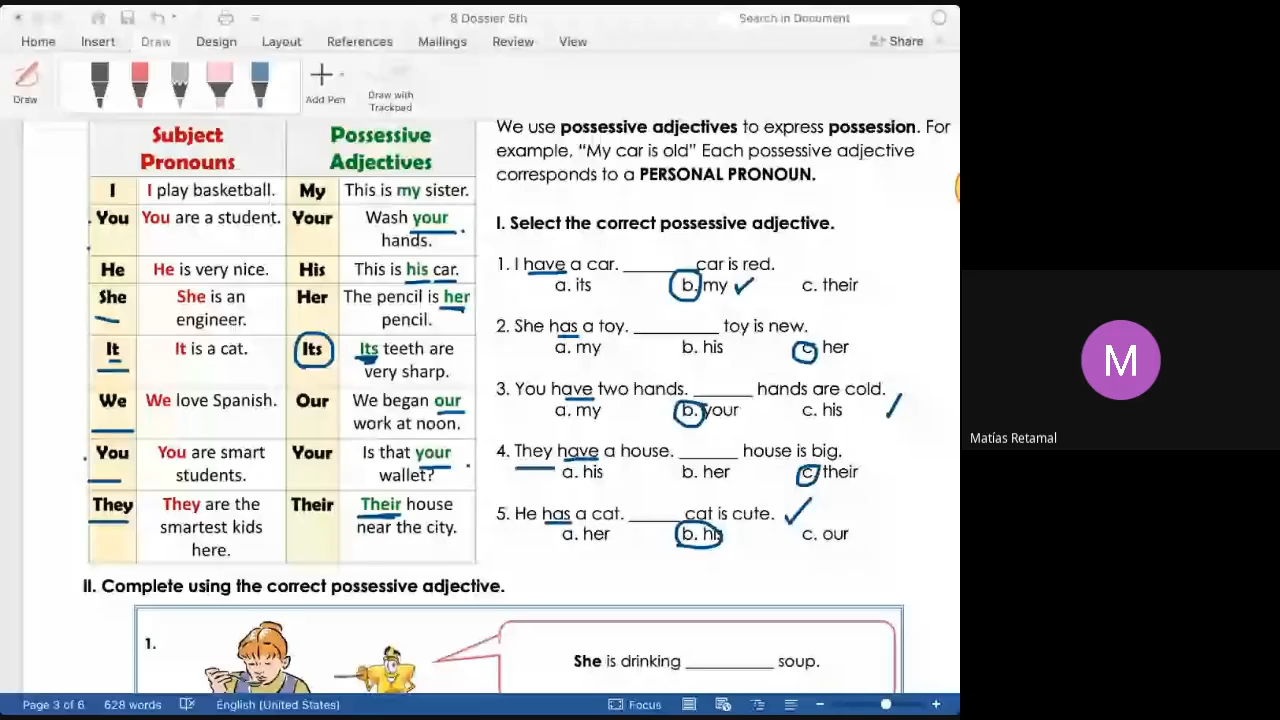 8 Dossier 5th
Search in Document
Home Insert Draw Design Layout References Mailings Review View Share
Draw
Add Pen
Draw with
Trackpad
Subject
Pronouns
Possessive
Adjectives
I I play basketball. My This is my sister.
You You are a student. Your Wash your
hands.
He He is very nice. His This is his car.
She She is an
engineer.
Her The pencil is her
pencil.
It It is a cat. Its Its teeth are
very sharp.
We We love Spanish. Our We began our
work at noon.
You You are smart
students.
Your Is that your
wallet?
They They are the
smartest kids
here.
Their Their house
near the city.
We use possessive adjectives to express possession. For
example, “My car is old” Each possessive adjective
corresponds to a PERSONAL PRONOUN.
I. Select the correct possessive adjective.
1. I have a car. _______ car is red.
a. its b. my c. their
2. She has a toy. _________ toy is new.
a. my b. his c. her
3. You have two hands. ______ hands are cold.
a. my b. your c. his
4. They have a house. ______ house is big.
a. his b. her c. their
5. He has a cat. _____ cat is cute.
a. her b. his c. our
II. Complete using the correct possessive adjective.
1.
She is drinking _________ soup.
Page 3 of 6 628 words English (United States) Focus
M
Matías Retamal